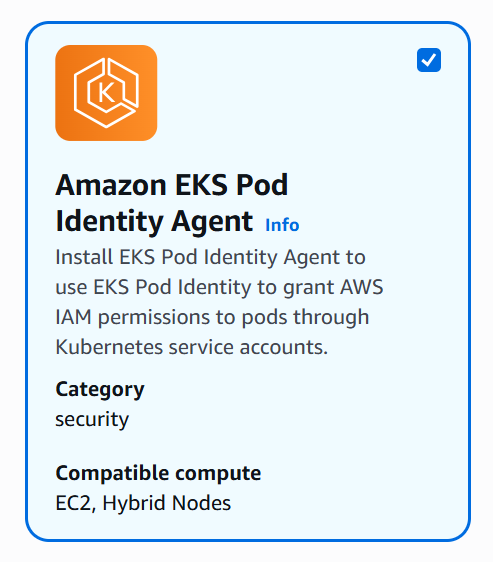 K
Amazon EKS Pod
Identity Agent Info
Install EKS Pod Identity Agent to
use EKS Pod Identity to grant AWS
IAM permissions to pods through
Kubernetes service accounts.
Category
security
Compatible compute
EC2, Hybrid Nodes